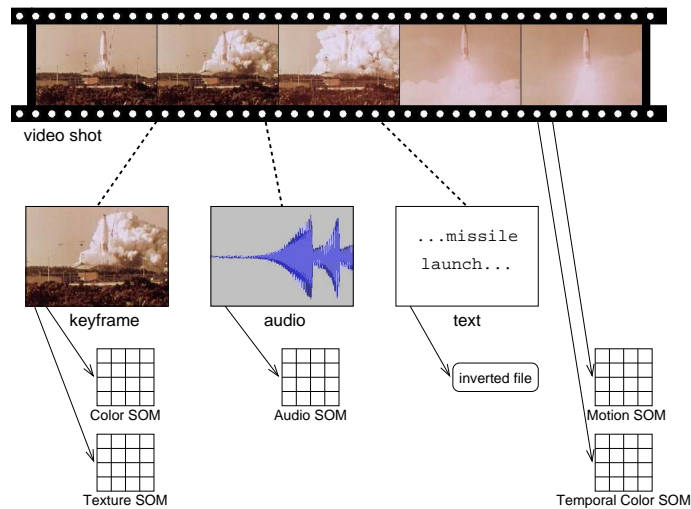 video shot
...missile
launch...
keyframe
audio
text
inverted file
Color SOM
Audio SOM
Motion SOM
Texture SOM
Temporal Color SOM